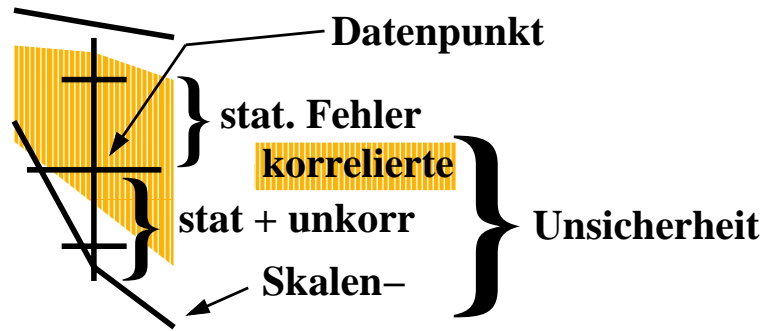 Datenpunkt
stat. Fehler
korrelierte
stat + unkorr
Unsicherheit
Skalen–